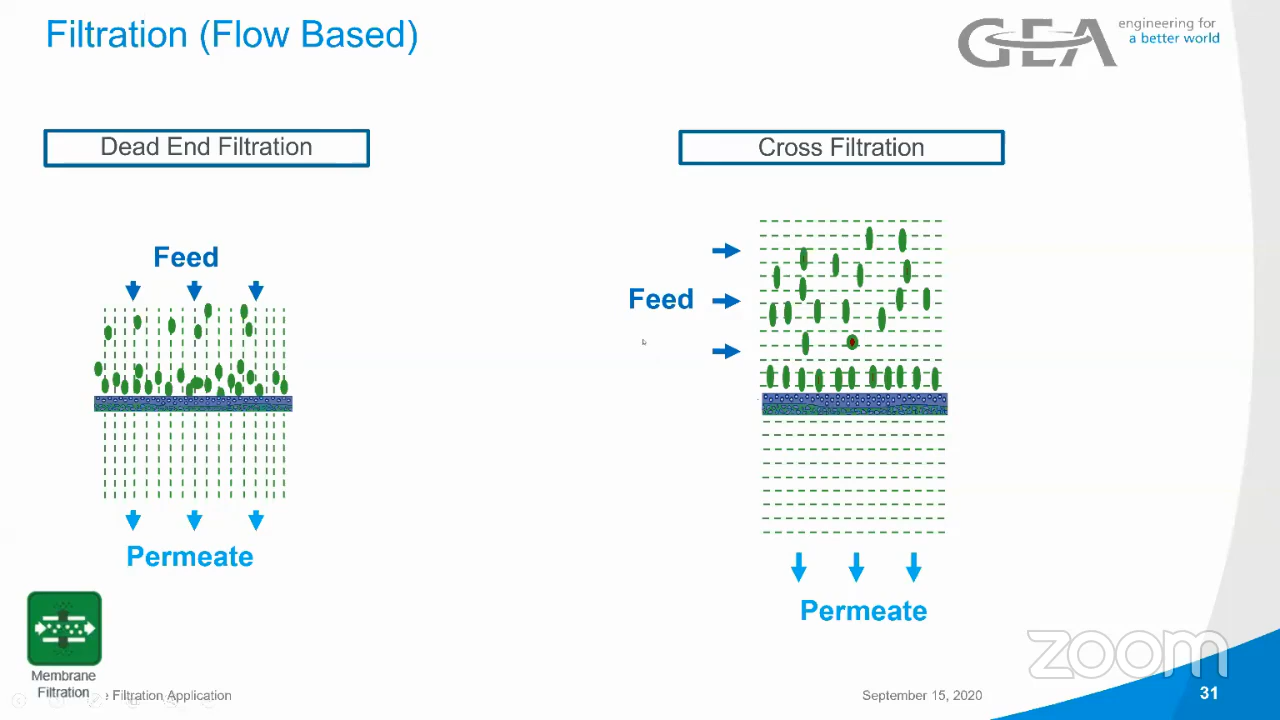 Filtration (Flow Based)
GEA
engineering for
a better world
Dead End Filtration
Cross Filtration
Feed
Feed
Permeate
Permeate
Membrane
Filtration
Filtration Application
September 15, 2020
31
zoom